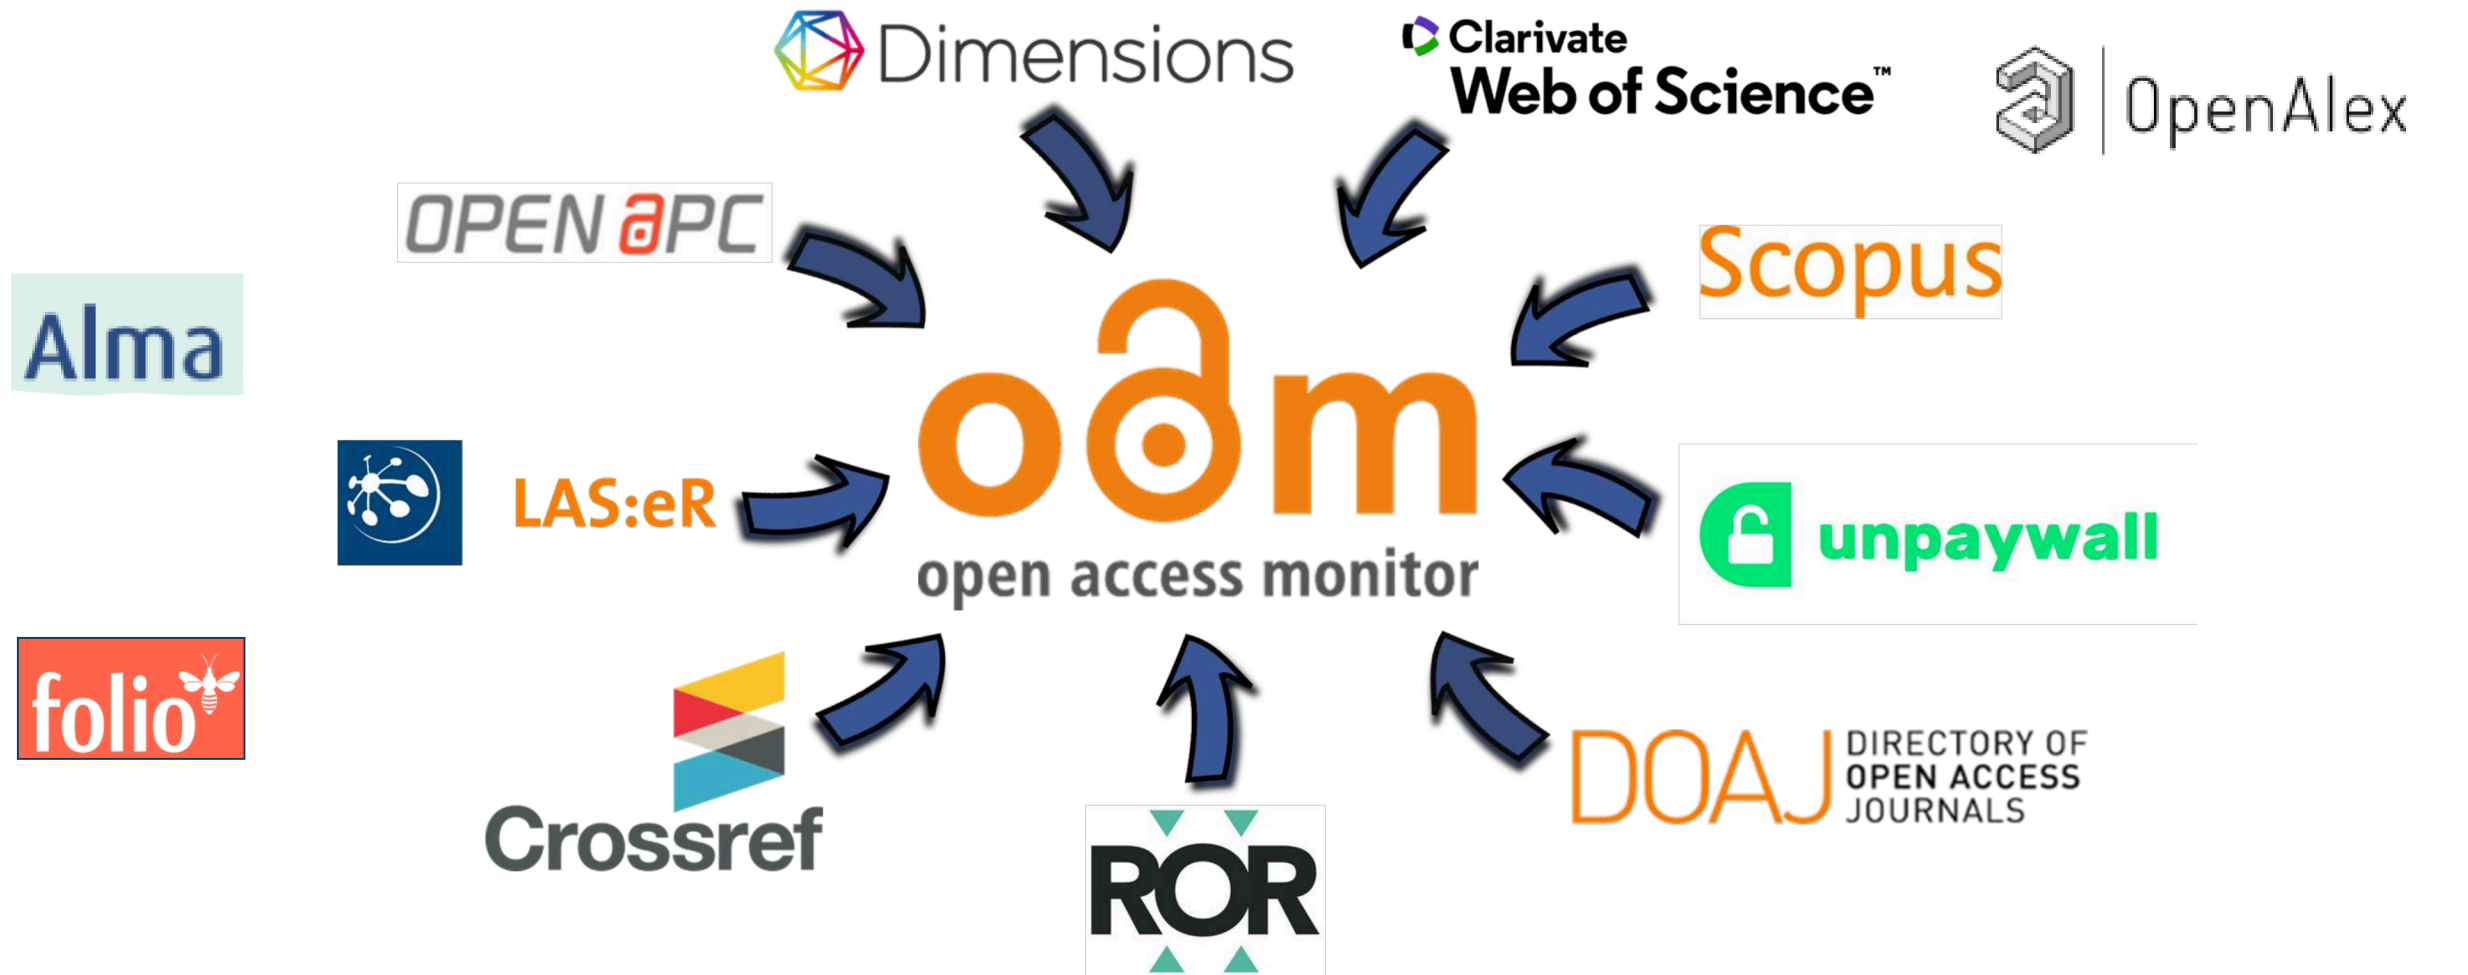 Dimensions
Clarivate
Web of Science™
OpenAlex
OPEN aPC
Scopus
Alma
oam
open access monitor
LAS:eR
unpaywall
folio
Crossref
ROR
DOAJ
DIRECTORY OF
OPEN ACCESS
JOURNALS